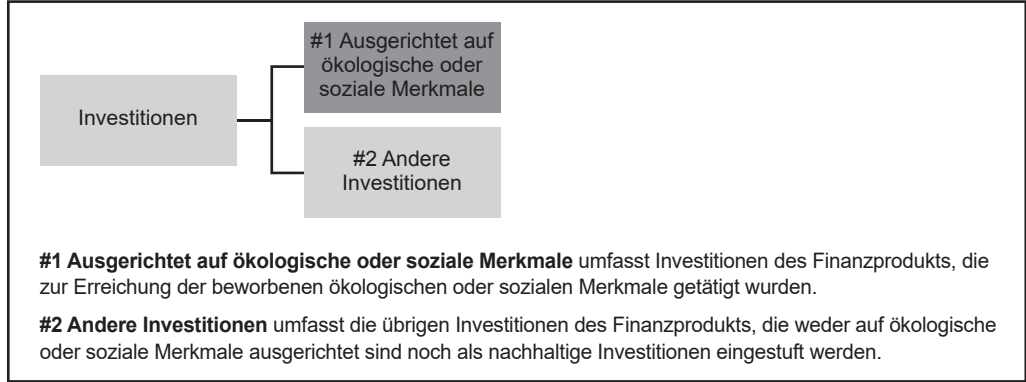 #1 Ausgerichtet auf
ökologische oder
soziale Merkmale
Investitionen
#2 Andere
Investitionen
#1 Ausgerichtet auf ökologische oder soziale Merkmale umfasst Investitionen des Finanzprodukts, die
zur Erreichung der beworbenen ökologischen oder sozialen Merkmale getätigt wurden.
#2 Andere Investitionen umfasst die übrigen Investitionen des Finanzprodukts, die weder auf ökologische
oder soziale Merkmale ausgerichtet sind noch als nachhaltige Investitionen eingestuft werden.